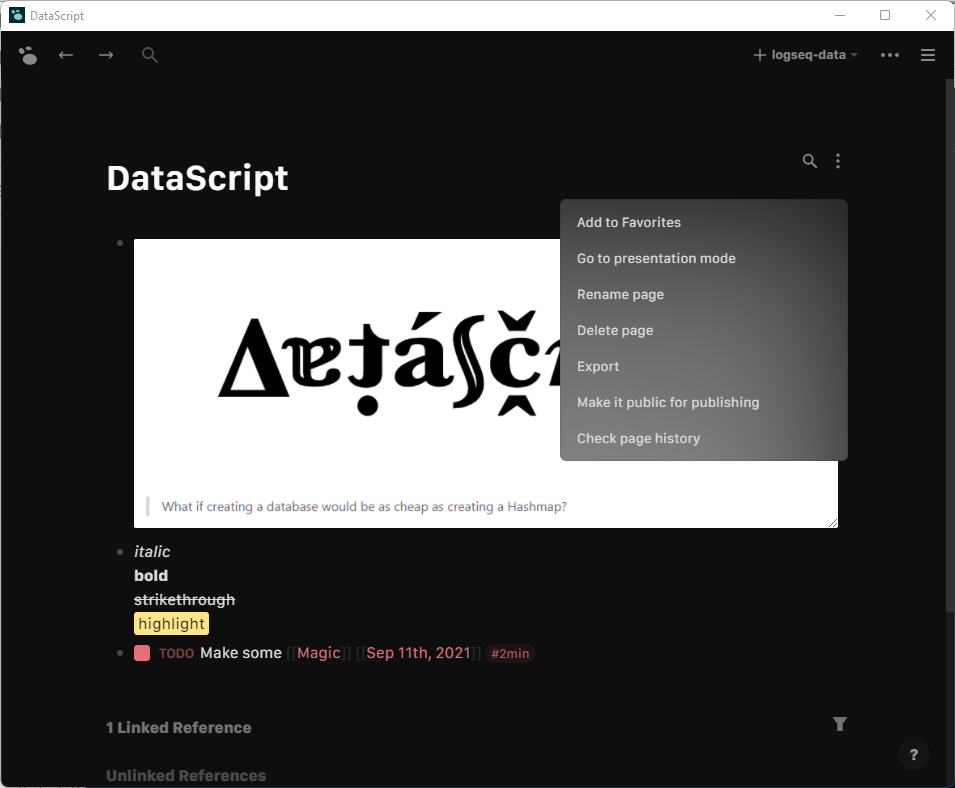 DataScript
logseq-data
DataScript
Add to Favorites
Go to presentation mode
Rename page
Delete page
Export
Make it public for publishing
Check page history
What if creating a database would be as cheap as creating a Hashmap?
italic
bold
strikethrough
highlight
TODO Make some [[Magic]] [[Sep 11th, 2021]] #2min
1 Linked Reference
?
Unlinked References